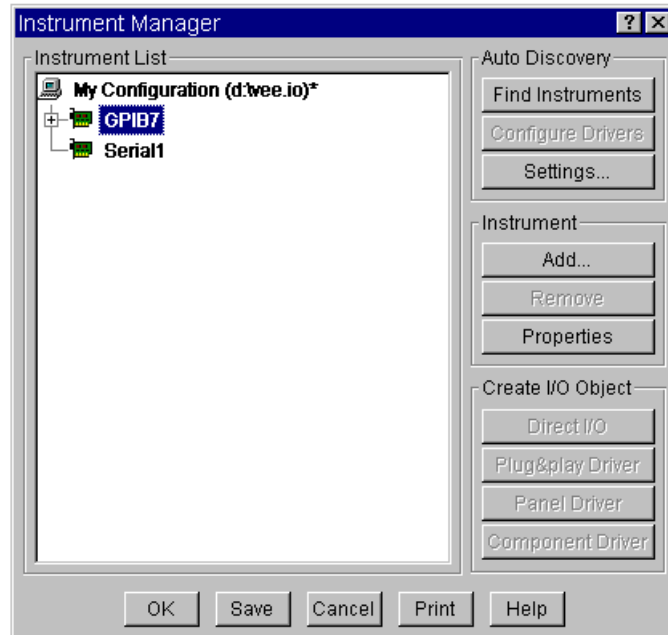 Instrument Manager
Instrument List
My Configuration (d:\vee.io)*
GPIB7
Serial1
Auto Discovery
Find Instruments
Configure Drivers
Settings...
Instrument
Add...
Remove
Properties
Create I/O Object
Direct I/O
Plug&play Driver
Panel Driver
Component Driver
OK
Save
Cancel
Print
Help